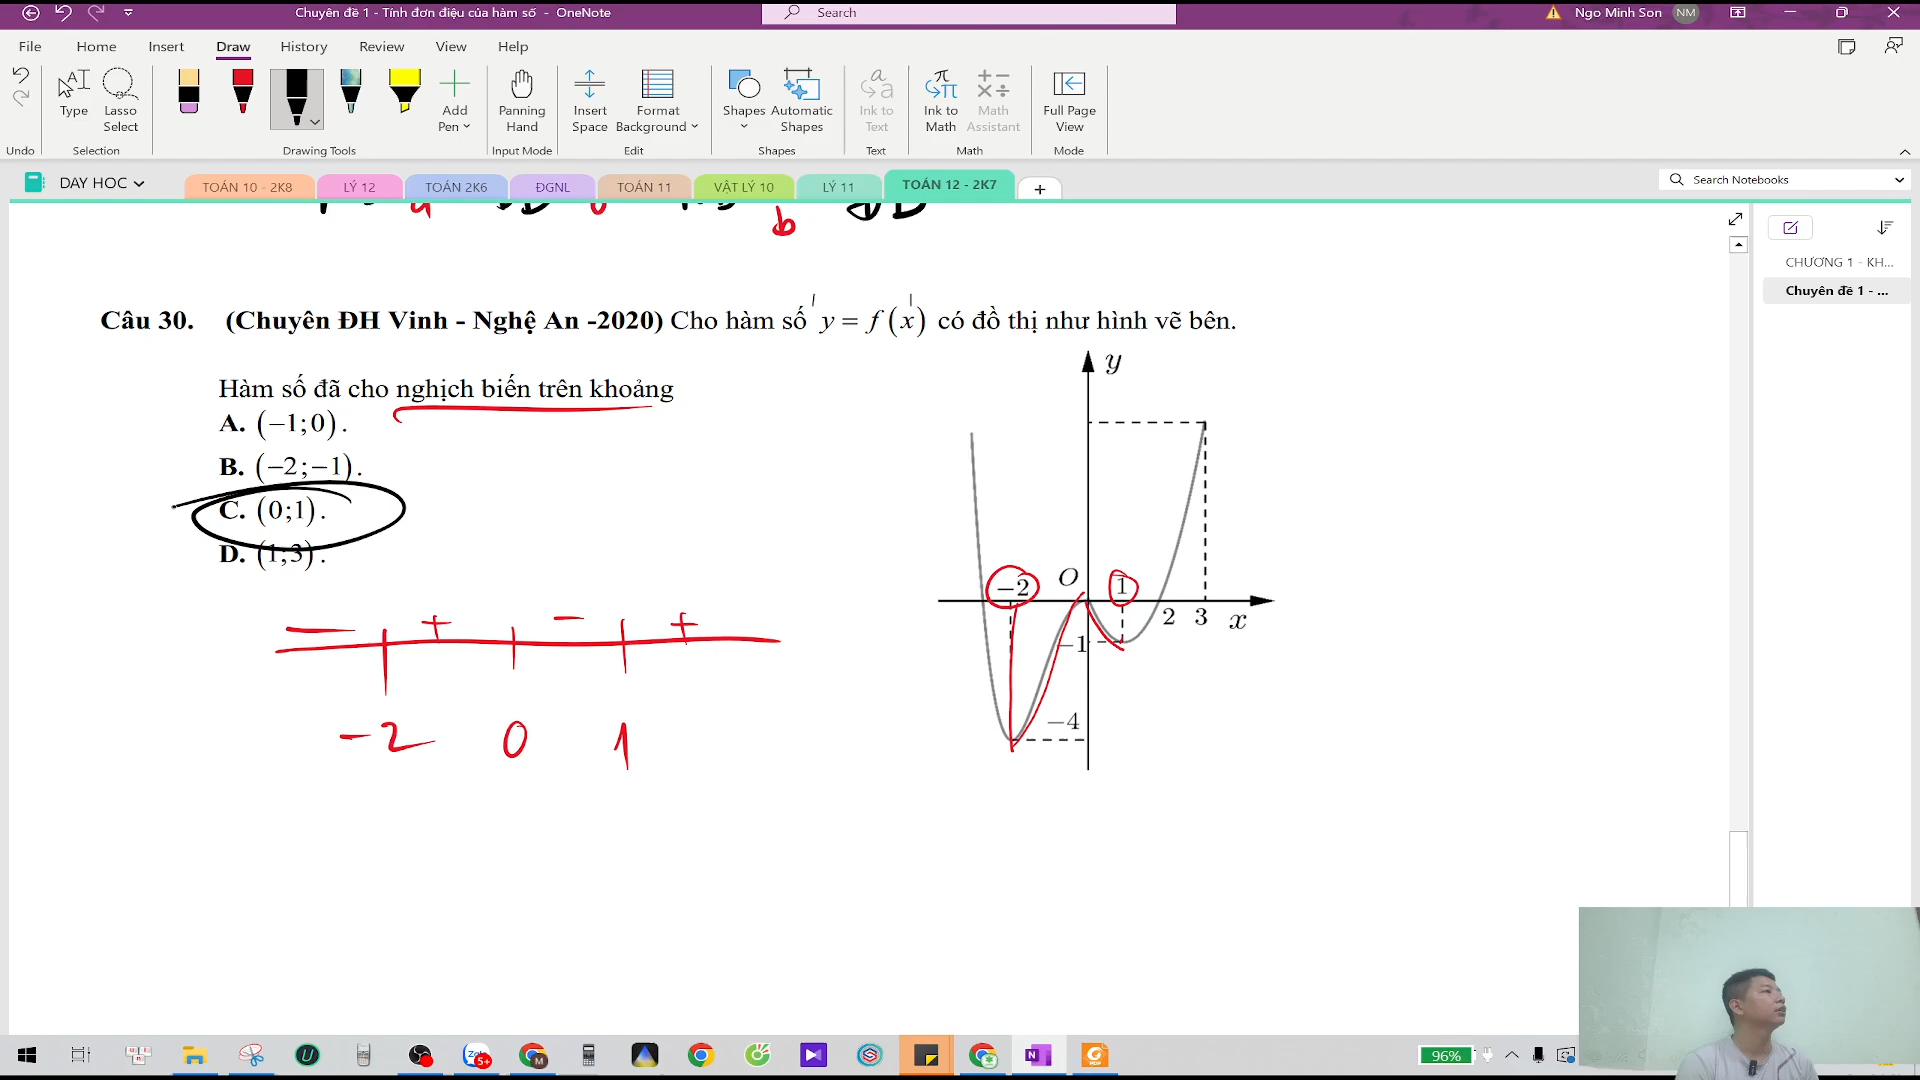 Chuyên đề 1 - Tính đơn điệu của hàm số - OneNote
Search
Ngo Minh Son
NM
File Home Insert Draw History Review View Help
Type
Lasso Select
Add Pen
Panning Hand
Insert Space
Format Background
Shapes
Automatic Shapes
Ink to Text
Ink to Math
Math Assistant
Full Page View
Undo Selection Drawing Tools Input Mode Edit Shapes Text Math Mode
DAY HOC
TOÁN 10 - 2K8
LÝ 12
TOÁN 2K6
ĐGNL
TOÁN 11
VẬT LÝ 10
LÝ 11
TOÁN 12 - 2K7
Search Notebooks
CHƯƠNG 1 - KH...
Chuyên đề 1 - ...
b
Câu 30. (Chuyên ĐH Vinh - Nghệ An -2020) Cho hàm số y = f(x) có đồ thị như hình vẽ bên.
Hàm số đã cho nghịch biến trên khoảng
A. (−1;0).
B. (−2;−1).
C. (0;1).
D. (1;3).
y
−2 O 1
2 3 x
−1
−4
− + − +
-2 0 1
96%